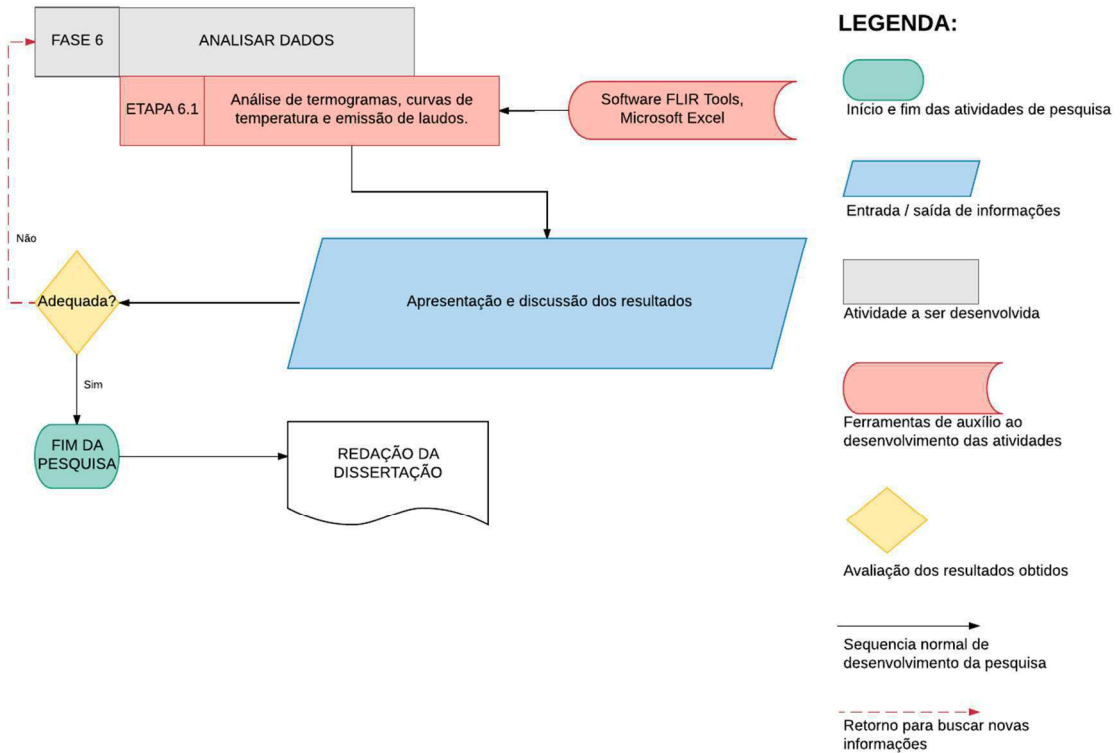 FASE 6
ANALISAR DADOS
ETAPA 6.1
Análise de termogramas, curvas de
temperatura e emissão de laudos.
Software FLIR Tools,
Microsoft Excel
Não
Adequada?
Apresentação e discussão dos resultados
Sim
FIM DA
PESQUISA
REDAÇÃO DA
DISSERTAÇÃO
LEGENDA:
Início e fim das atividades de pesquisa
Entrada / saída de informações
Atividade a ser desenvolvida
Ferramentas de auxílio ao
desenvolvimento das atividades
Avaliação dos resultados obtidos
Sequencia normal de
desenvolvimento da pesquisa
Retorno para buscar novas
informações